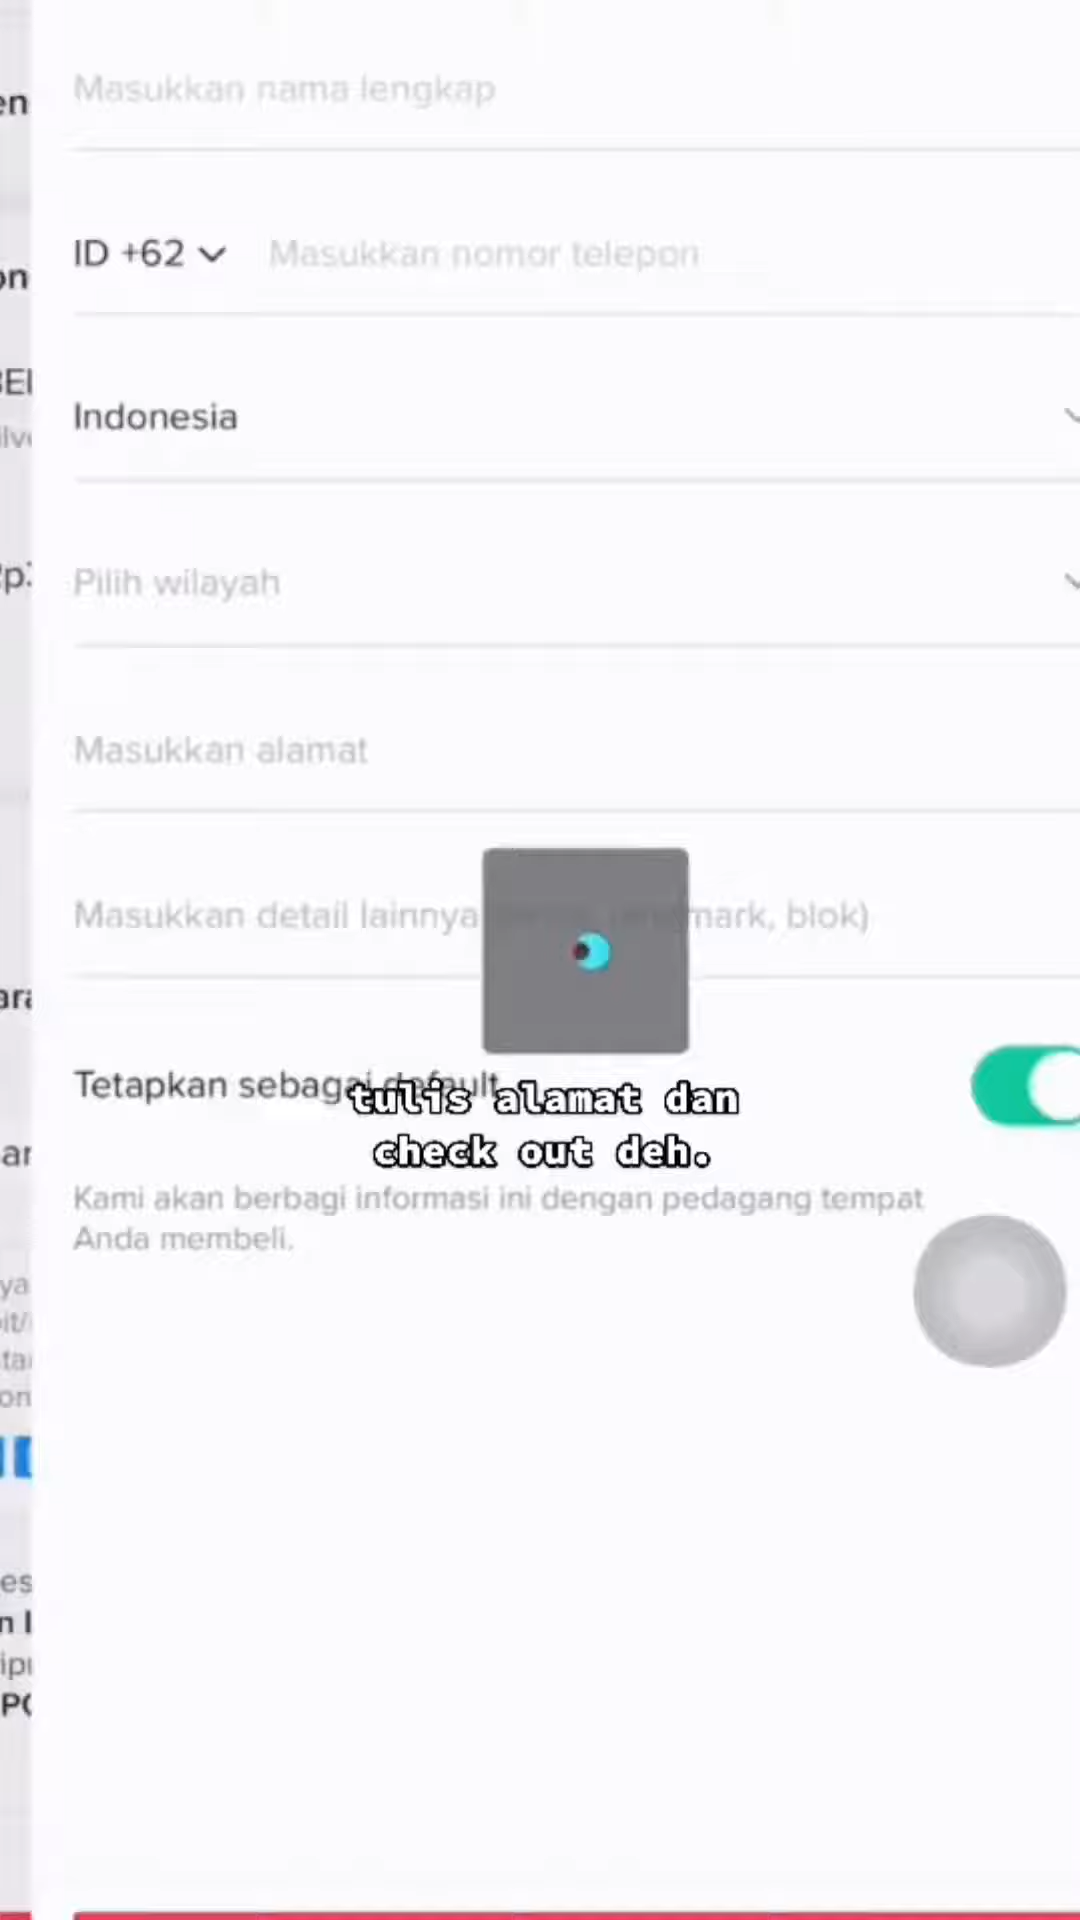 Masukkan nama lengkap
ID +62
Masukkan nomor telepon
Indonesia
Pilih wilayah
Masukkan alamat
Masukkan detail lainnya
mark, blok)
Tetapkan sebagai default
tulis alamat dan
check out deh.
Kami akan berbagi informasi ini dengan pedagang tempat
Anda membeli.